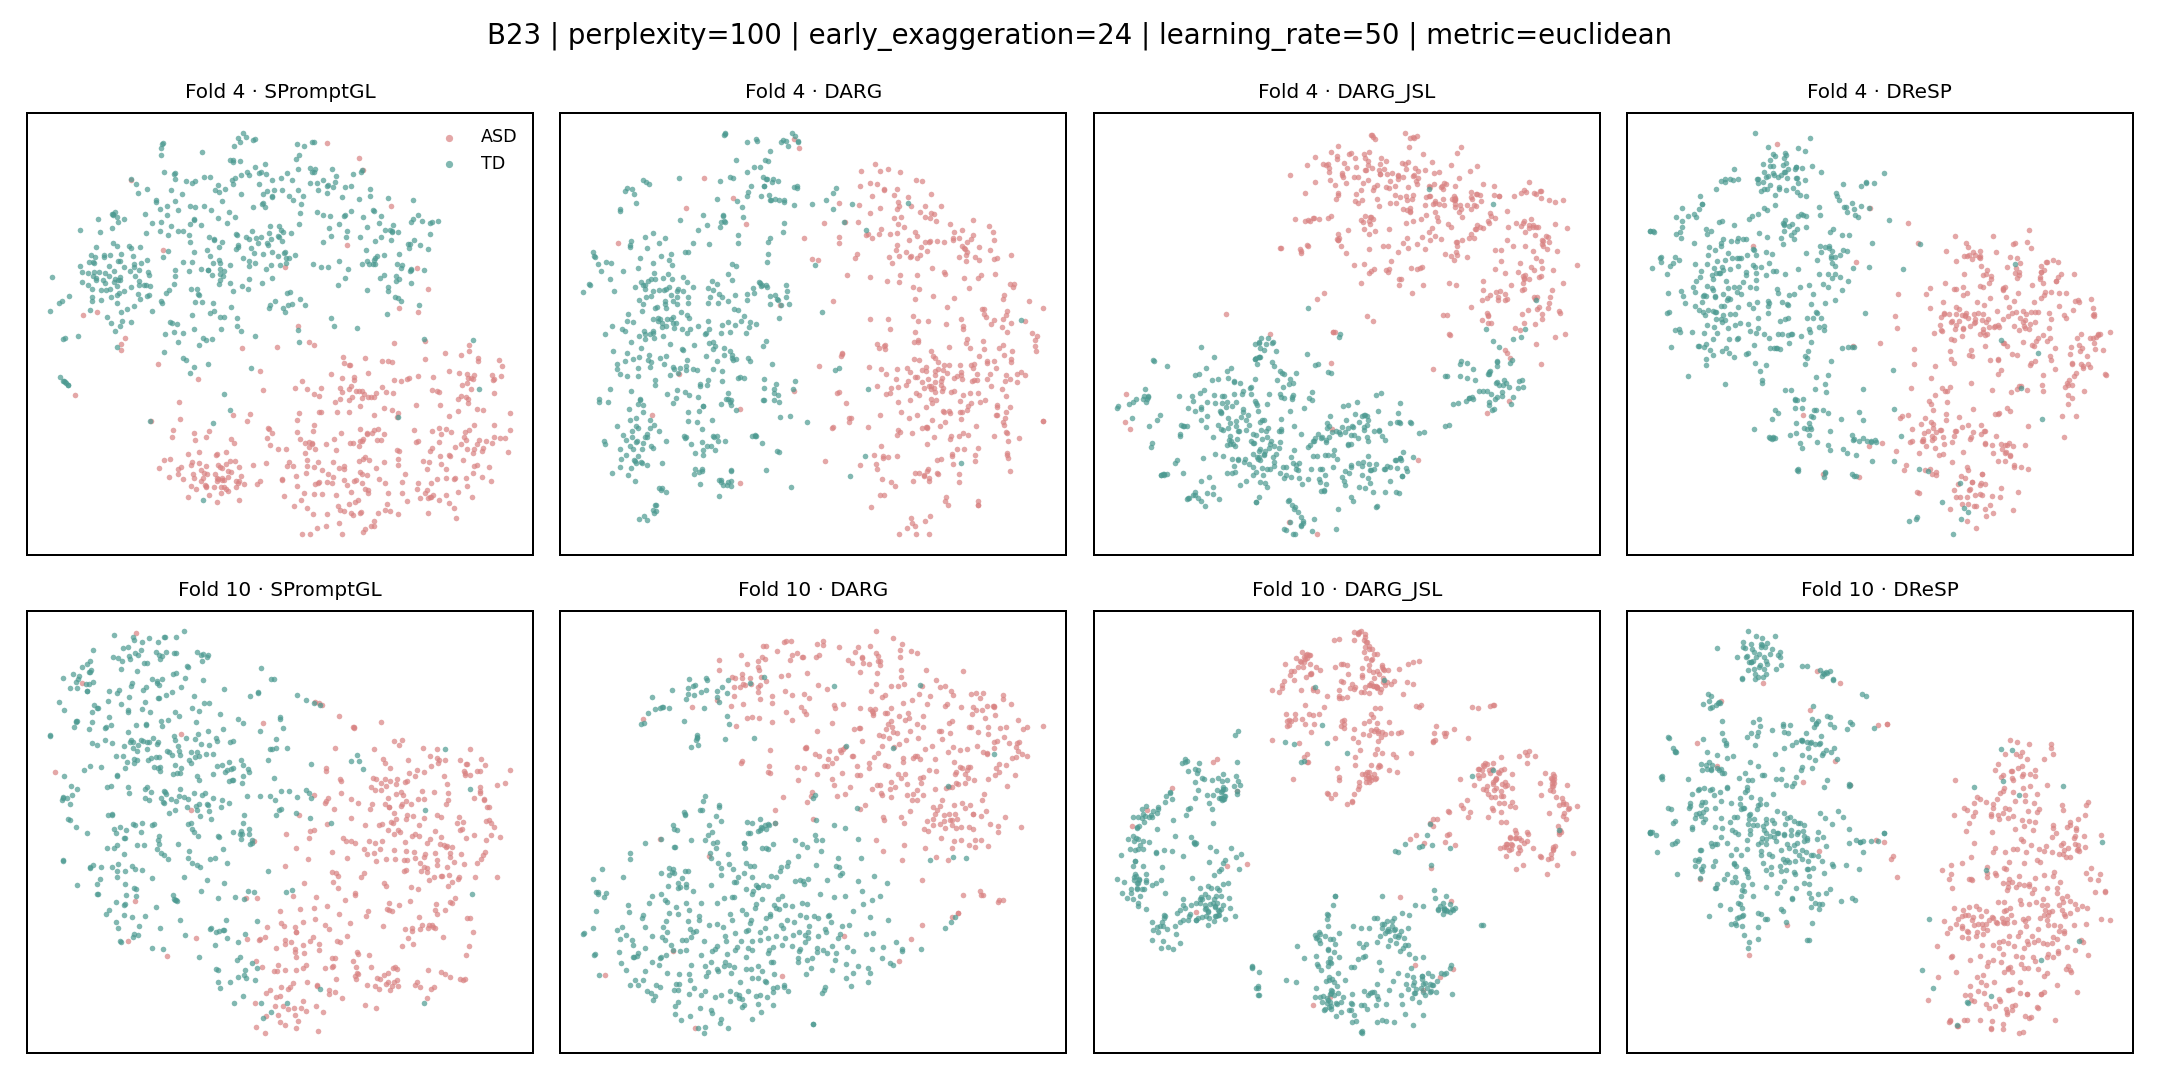 B23 | perplexity=100 | early_exaggeration=24 | learning_rate=50 | metric=euclidean
Fold 4 · SPromptGL
Fold 4 · DARG
Fold 4 · DARG_JSL
Fold 4 · DReSP
ASD
TD
Fold 10 · SPromptGL
Fold 10 · DARG
Fold 10 · DARG_JSL
Fold 10 · DReSP